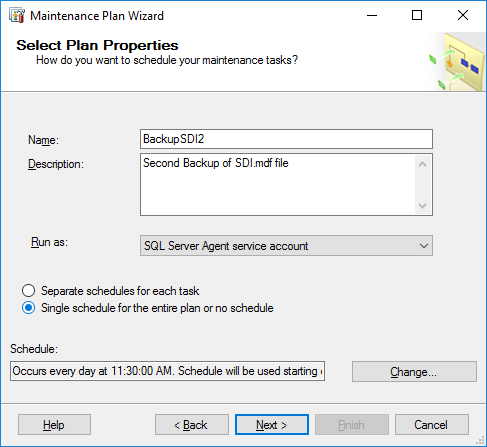 Maintenance Plan Wizard
Select Plan Properties
How do you want to schedule your maintenance tasks?
Name:
BackupSDI2
Description:
Second Backup of SDI.mdf file
Run as:
SQL Server Agent service account
Separate schedules for each task
Single schedule for the entire plan or no schedule
Schedule:
Occurs every day at 11:30:00 AM. Schedule will be used starting
Change...
Help
< Back
Next >
Finish
Cancel